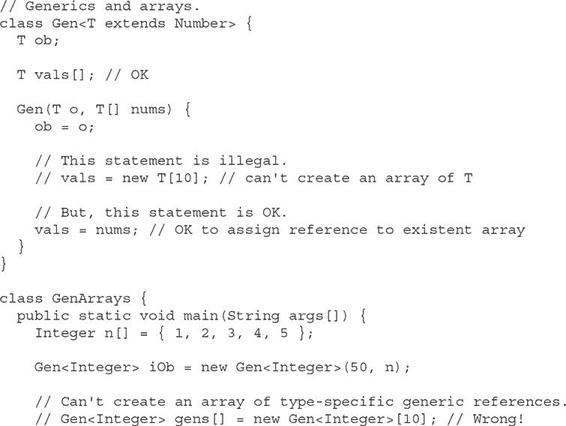 // Generics and arrays.
class Gen<T extends Number> {
  T ob;

  T vals[]; // OK

  Gen(T o, T[] nums) {
    ob = o;

    // This statement is illegal.
    // vals = new T[10]; // can't create an array of T

    // But, this statement is OK.
    vals = nums; // OK to assign reference to existent array
  }
}

class GenArrays {
  public static void main(String args[]) {
    Integer n[] = { 1, 2, 3, 4, 5 };

    Gen<Integer> iOb = new Gen<Integer>(50, n);

    // Can't create an array of type-specific generic references.
    // Gen<Integer> gens[] = new Gen<Integer>[10]; // Wrong!